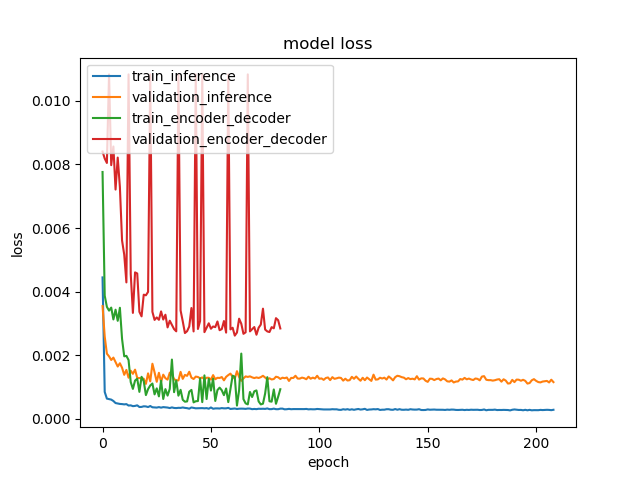 model loss
train_inference
validation_inference
train_encoder_decoder
validation_encoder_decoder
0.010
0.008
0.006
0.004
0.002
0.000
loss
0 50 100 150 200
epoch